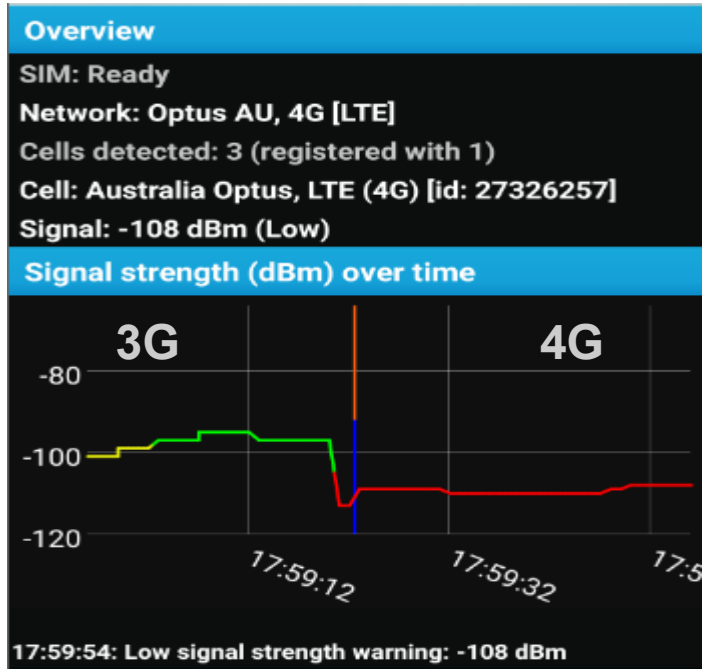 Overview
SIM: Ready
Network: Optus AU, 4G [LTE]
Cells detected: 3 (registered with 1)
Cell: Australia Optus, LTE (4G) [id: 27326257]
Signal: -108 dBm (Low)
Signal strength (dBm) over time
3G 4G
-80
-100
-120
17:59:12 17:59:32 17:5
17:59:54: Low signal strength warning: -108 dBm